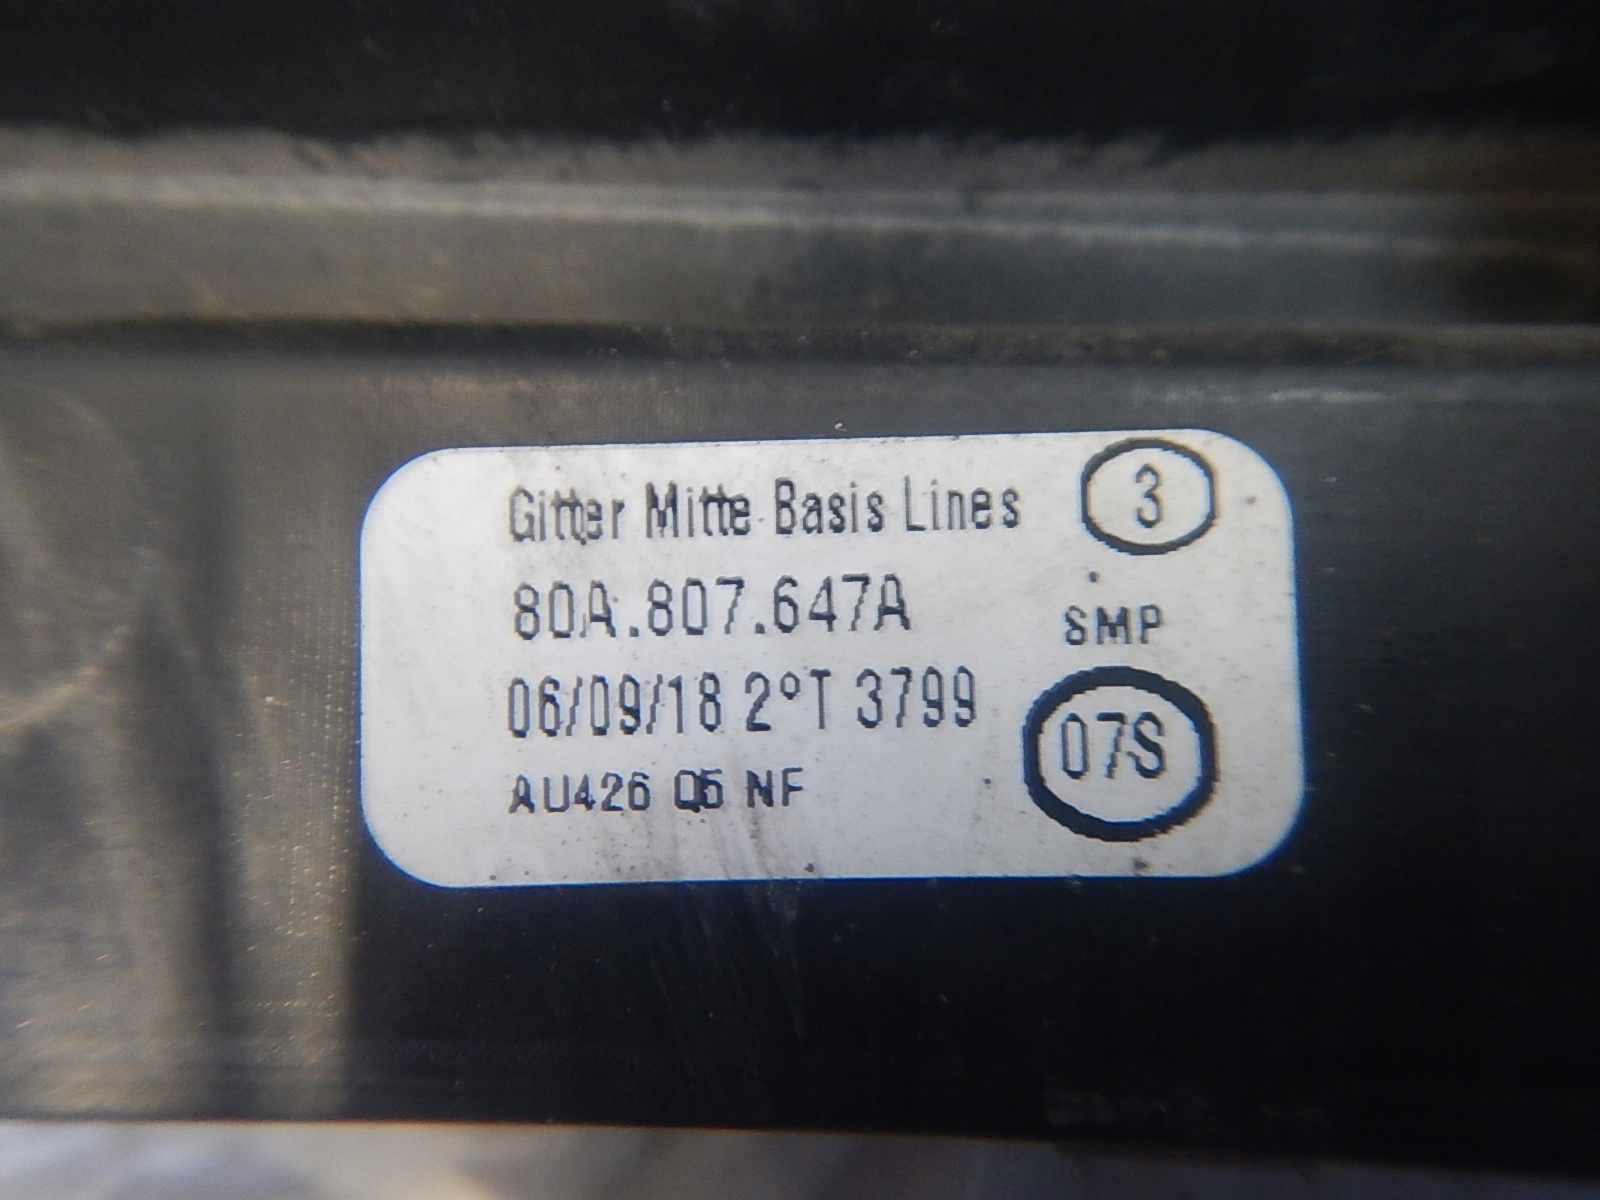 Gitter Mitte Basis Lines
3
80A.807.647A
SMP
06/09/18 2°T 3799
07S
AU426 Q5 NF